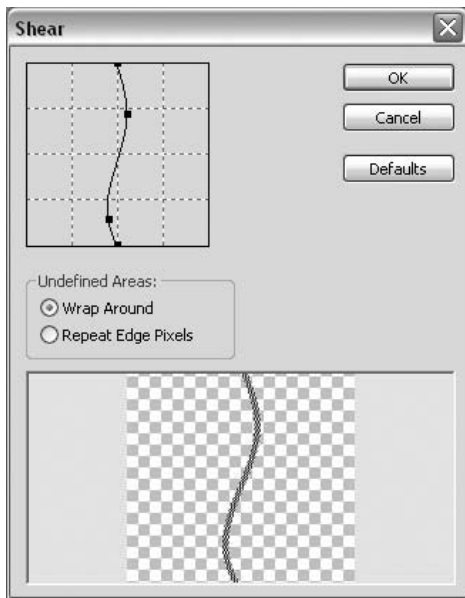 Shear
OK
Cancel
Defaults
Undefined Areas:
Wrap Around
Repeat Edge Pixels